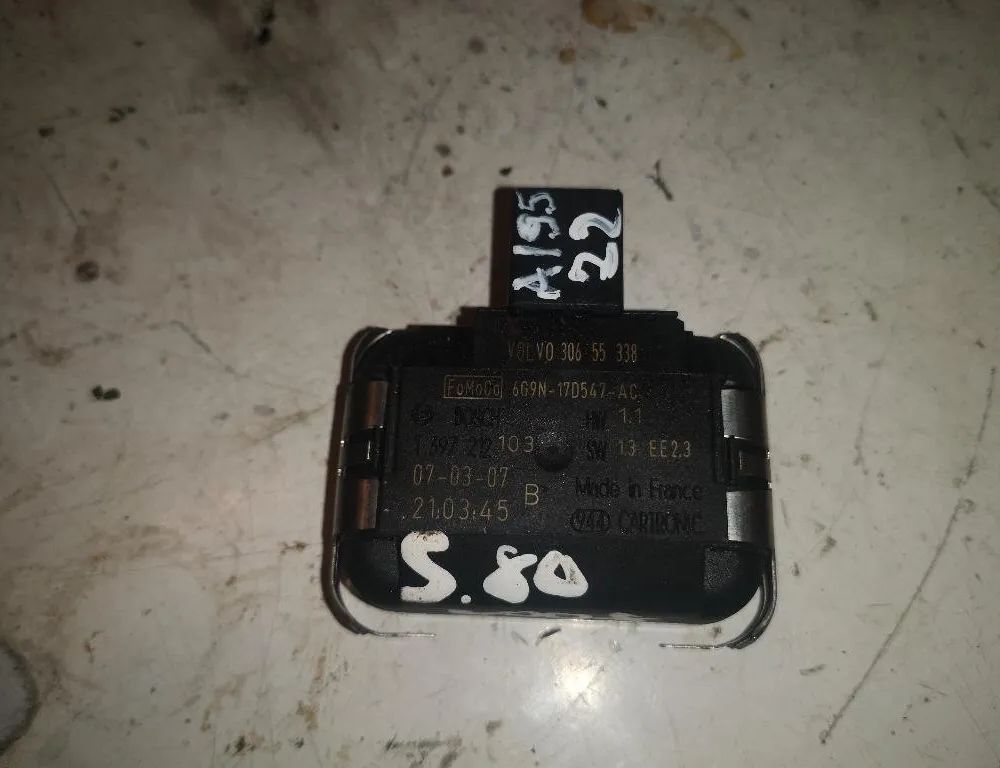 A195
22
VOLVO 306 55 338
FoMoCo 6G9N-17D547-AC
BOSCH HW 1.1
1 397 212 103 SW 1.3 EE2.3
07-03-07
21:03:45 B Made in France
CARTRONIC
S.80